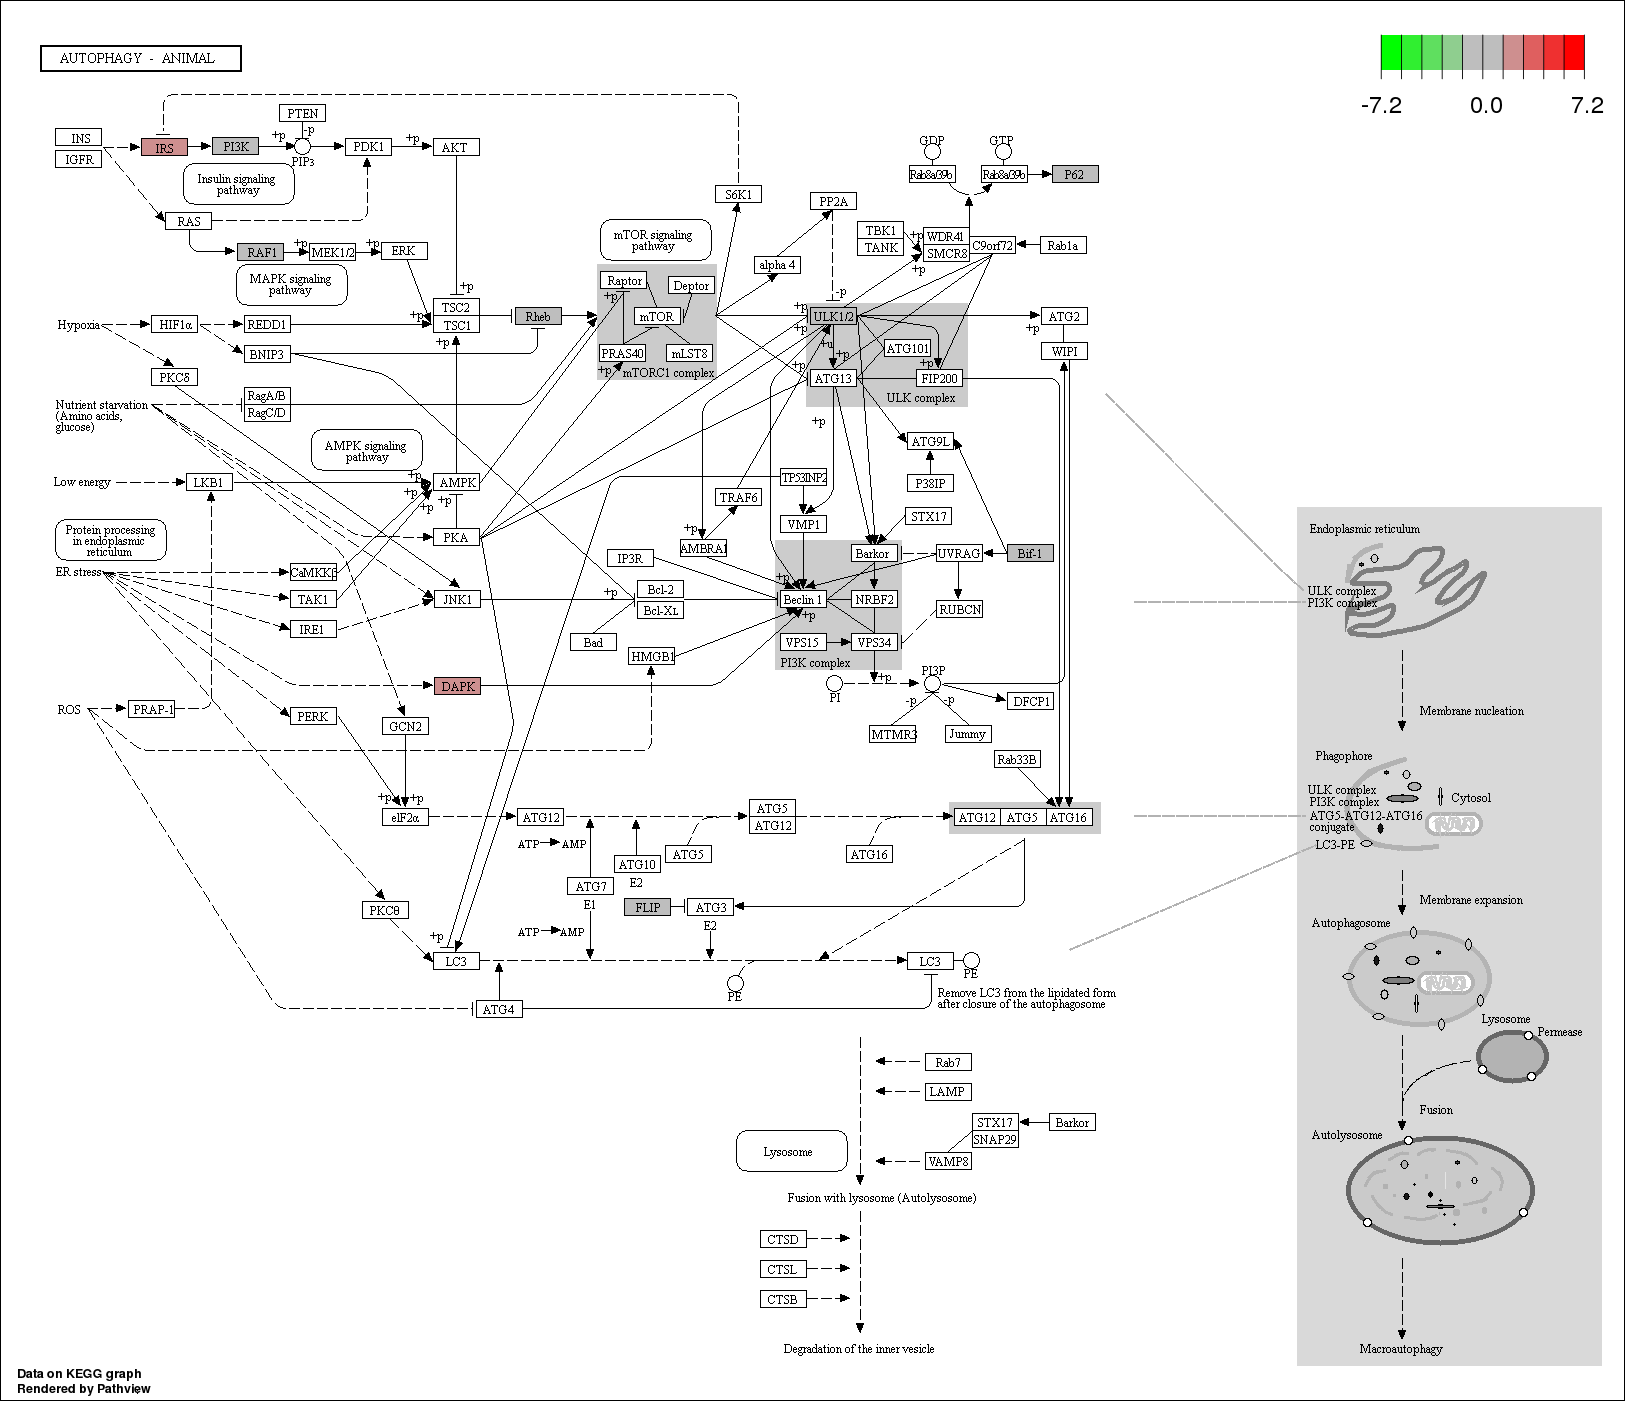 AUTOPHAGY - ANIMAL
-7.2 0.0 7.2
PTEN
-p
INS
IGFR
IRS
PI3K
+p
PIP3
PDK1
+p
AKT
Insulin signaling
pathway
RAS
RAF1
+p
MEK1/2
+p
ERK
MAPK signaling
pathway
+p
TSC2
TSC1
+p
+p
Hypoxia
HIF1α
REDD1
BNIP3
PKCδ
Rheb
Nutrient starvation
(Amino acids,
glucose)
RagA/B
RagC/D
AMPK signaling
pathway
Low energy
LKB1
+p
+p
+p
+p
AMPK
PKA
Protein processing
in endoplasmic
reticulum
ER stress
CaMKKβ
TAK1
IRE1
JNK1
DAPK
ROS
PRAP-1
PERK
GCN2
+p
+p
eIF2α
PKCθ
S6K1
mTOR signaling
pathway
Raptor
Deptor
+p
mTOR
PRAS40
mLST8
+p
mTORC1 complex
PP2A
alpha 4
-p
GDP
GTP
Rab8a/39b
Rab8a/39b
P62
TBK1
TANK
+p
WDR41
SMCR8
C9orf72
Rab1a
+p
+p
+p
ULK1/2
+u
+p
ATG101
+p
+p
ATG13
FIP200
ULK complex
+p
ATG2
+p
WIPI
ATG9L
P38IP
TP53INP2
TRAF6
VMP1
STX17
+p
AMBRA1
IP3R
Barkor
UVRAG
Bif-1
+p
Bcl-2
Bcl-XL
+p
Beclin 1
NRBF2
RUBCN
+p
Bad
HMGB1
VPS15
VPS34
PI3K complex
+p
PI
PI3P
DFCP1
-p
-p
MTMR3
Jummy
Rab33B
ATG12
ATG5
ATG12
ATG12
ATG5
ATG16
ATP
AMP
ATG10
E2
ATG5
ATG16
ATG7
E1
FLIP
ATG3
E2
ATP
AMP
+p
LC3
LC3
PE
PE
ATG4
Remove LC3 from the lipidated form
after closure of the autophagosome
Rab7
LAMP
STX17
SNAP29
Barkor
VAMP8
Lysosome
Fusion with lysosome (Autolysosome)
CTSD
CTSL
CTSB
Degradation of the inner vesicle
Endoplasmic reticulum
ULK complex
PI3K complex
Membrane nucleation
Phagophore
ULK complex
PI3K complex
Cytosol
ATG5-ATG12-ATG16
conjugate
LC3-PE
Membrane expansion
Autophagosome
Lysosome
Permease
Fusion
Autolysosome
Macroautophagy
Data on KEGG graph
Rendered by Pathview